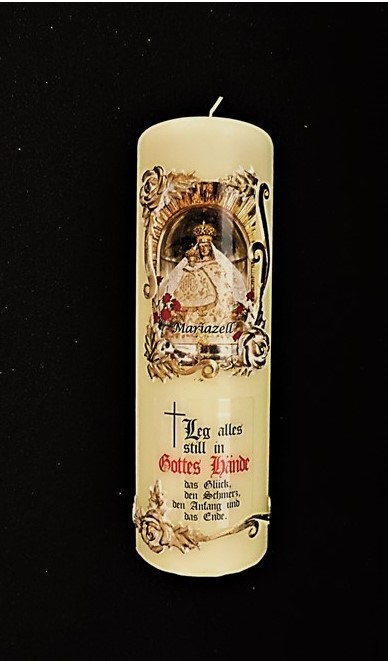 Mariazell
Leg alles
still in
Gottes Hände
das Glück,
den Schmerz,
den Anfang und
das Ende.